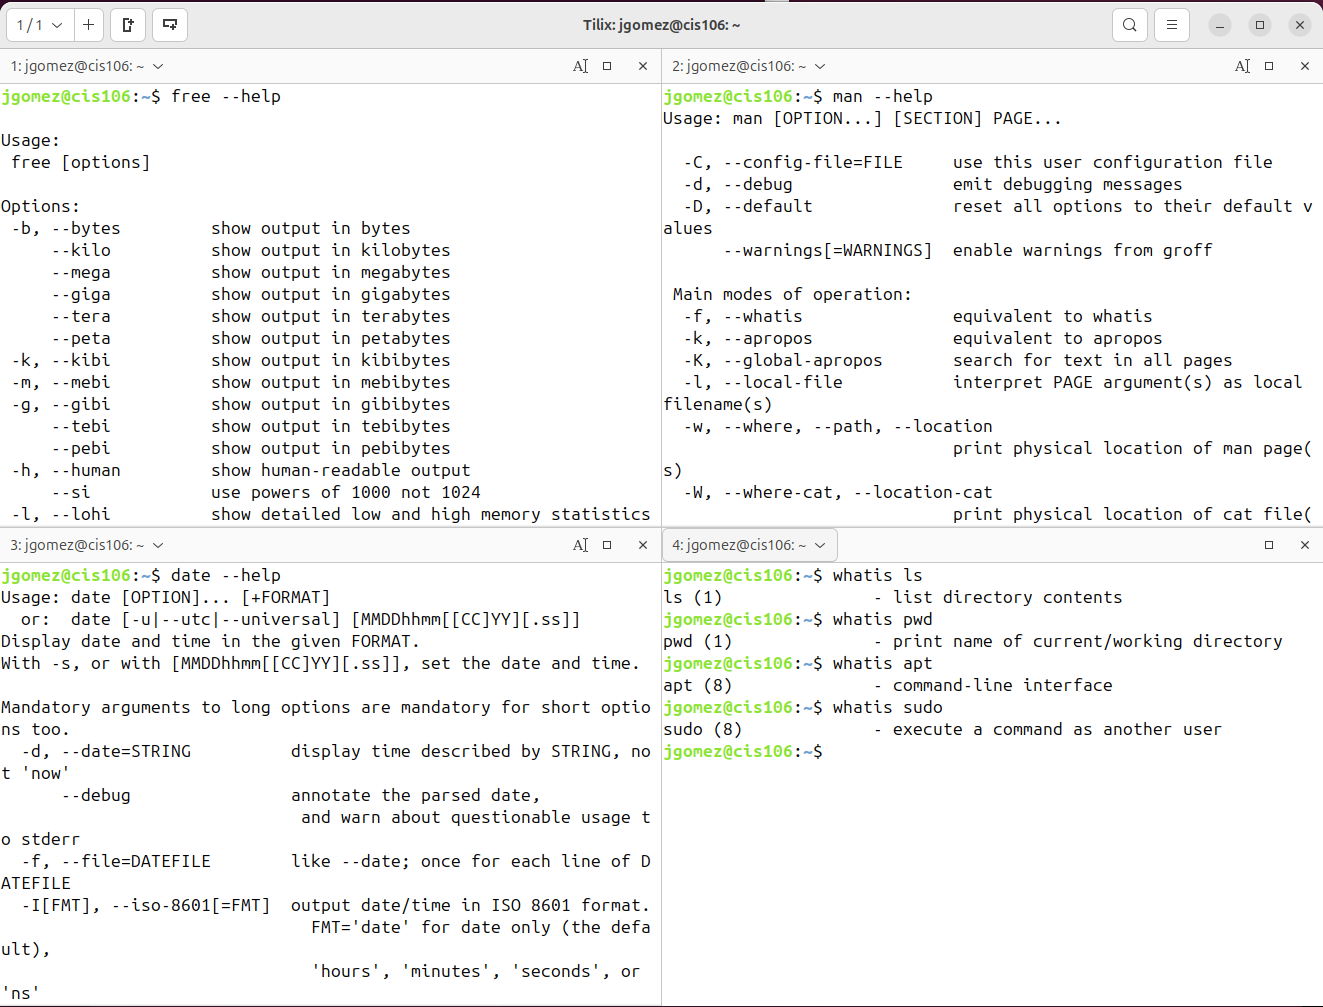 1 / 1
Tilix: jgomez@cis106: ~
1: jgomez@cis106: ~
jgomez@cis106:~$ free --help

Usage:
 free [options]

Options:
 -b, --bytes         show output in bytes
     --kilo          show output in kilobytes
     --mega          show output in megabytes
     --giga          show output in gigabytes
     --tera          show output in terabytes
     --peta          show output in petabytes
 -k, --kibi          show output in kibibytes
 -m, --mebi          show output in mebibytes
 -g, --gibi          show output in gibibytes
     --tebi          show output in tebibytes
     --pebi          show output in pebibytes
 -h, --human         show human-readable output
     --si            use powers of 1000 not 1024
 -l, --lohi          show detailed low and high memory statistics
2: jgomez@cis106: ~
jgomez@cis106:~$ man --help
Usage: man [OPTION...] [SECTION] PAGE...

  -C, --config-file=FILE     use this user configuration file
  -d, --debug                emit debugging messages
  -D, --default              reset all options to their default v
alues
      --warnings[=WARNINGS]  enable warnings from groff

 Main modes of operation:
  -f, --whatis               equivalent to whatis
  -k, --apropos              equivalent to apropos
  -K, --global-apropos       search for text in all pages
  -l, --local-file           interpret PAGE argument(s) as local
filename(s)
  -w, --where, --path, --location
                             print physical location of man page(
s)
  -W, --where-cat, --location-cat
                             print physical location of cat file(
3: jgomez@cis106: ~
jgomez@cis106:~$ date --help
Usage: date [OPTION]... [+FORMAT]
  or:  date [-u|--utc|--universal] [MMDDhhmm[[CC]YY][.ss]]
Display date and time in the given FORMAT.
With -s, or with [MMDDhhmm[[CC]YY][.ss]], set the date and time.

Mandatory arguments to long options are mandatory for short optio
ns too.
  -d, --date=STRING          display time described by STRING, no
t 'now'
      --debug                annotate the parsed date,
                              and warn about questionable usage t
o stderr
  -f, --file=DATEFILE        like --date; once for each line of D
ATEFILE
  -I[FMT], --iso-8601[=FMT]  output date/time in ISO 8601 format.
                               FMT='date' for date only (the defa
ult),
                               'hours', 'minutes', 'seconds', or
'ns'
4: jgomez@cis106: ~
jgomez@cis106:~$ whatis ls
ls (1)               - list directory contents
jgomez@cis106:~$ whatis pwd
pwd (1)              - print name of current/working directory
jgomez@cis106:~$ whatis apt
apt (8)              - command-line interface
jgomez@cis106:~$ whatis sudo
sudo (8)             - execute a command as another user
jgomez@cis106:~$